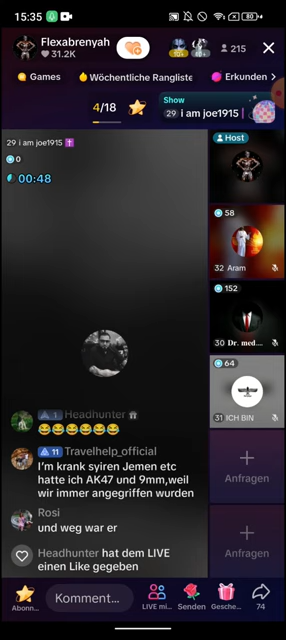 15:35
80
Flexabrenyah
31.2K
10+
215
Games
Wöchentliche Rangliste
Erkunden
4/18
Show
29 i am joe1915
29 i am joe1915
0
00:48
Host
58
32 Aram
152
30 Dr. med....
64
31 ICH BIN
Anfragen
Anfragen
1 Headhunter
😂😂😂😂😂😂
11 Travelhelp_official
I'm krank syiren Jemen etc
hatte ich AK47 und 9mm,weil
wir immer angegriffen wurden
Rosi
und weg war er
Headhunter hat dem LIVE
einen Like gegeben
Komment...
Abonn...
LIVE mi...
Senden
Gesche...
74